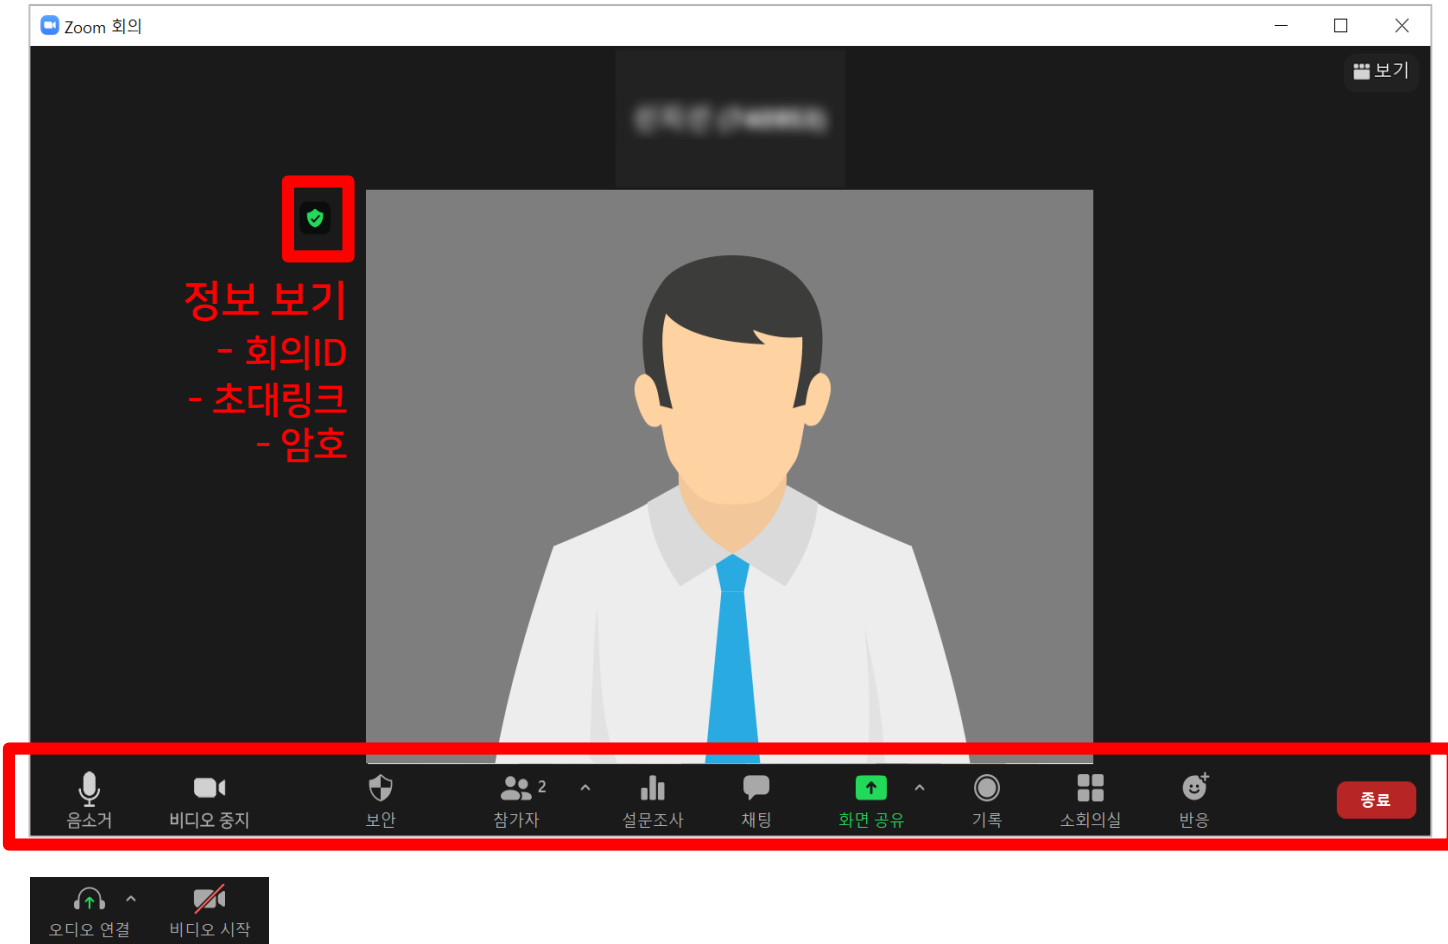 Zoom 회의
보기
정보 보기
- 회의ID
- 초대링크
- 암호
2
음소거 비디오 중지 보안 참가자 설문조사 채팅 화면 공유 기록 소회의실 반응 종료
오디오 연결 비디오 시작